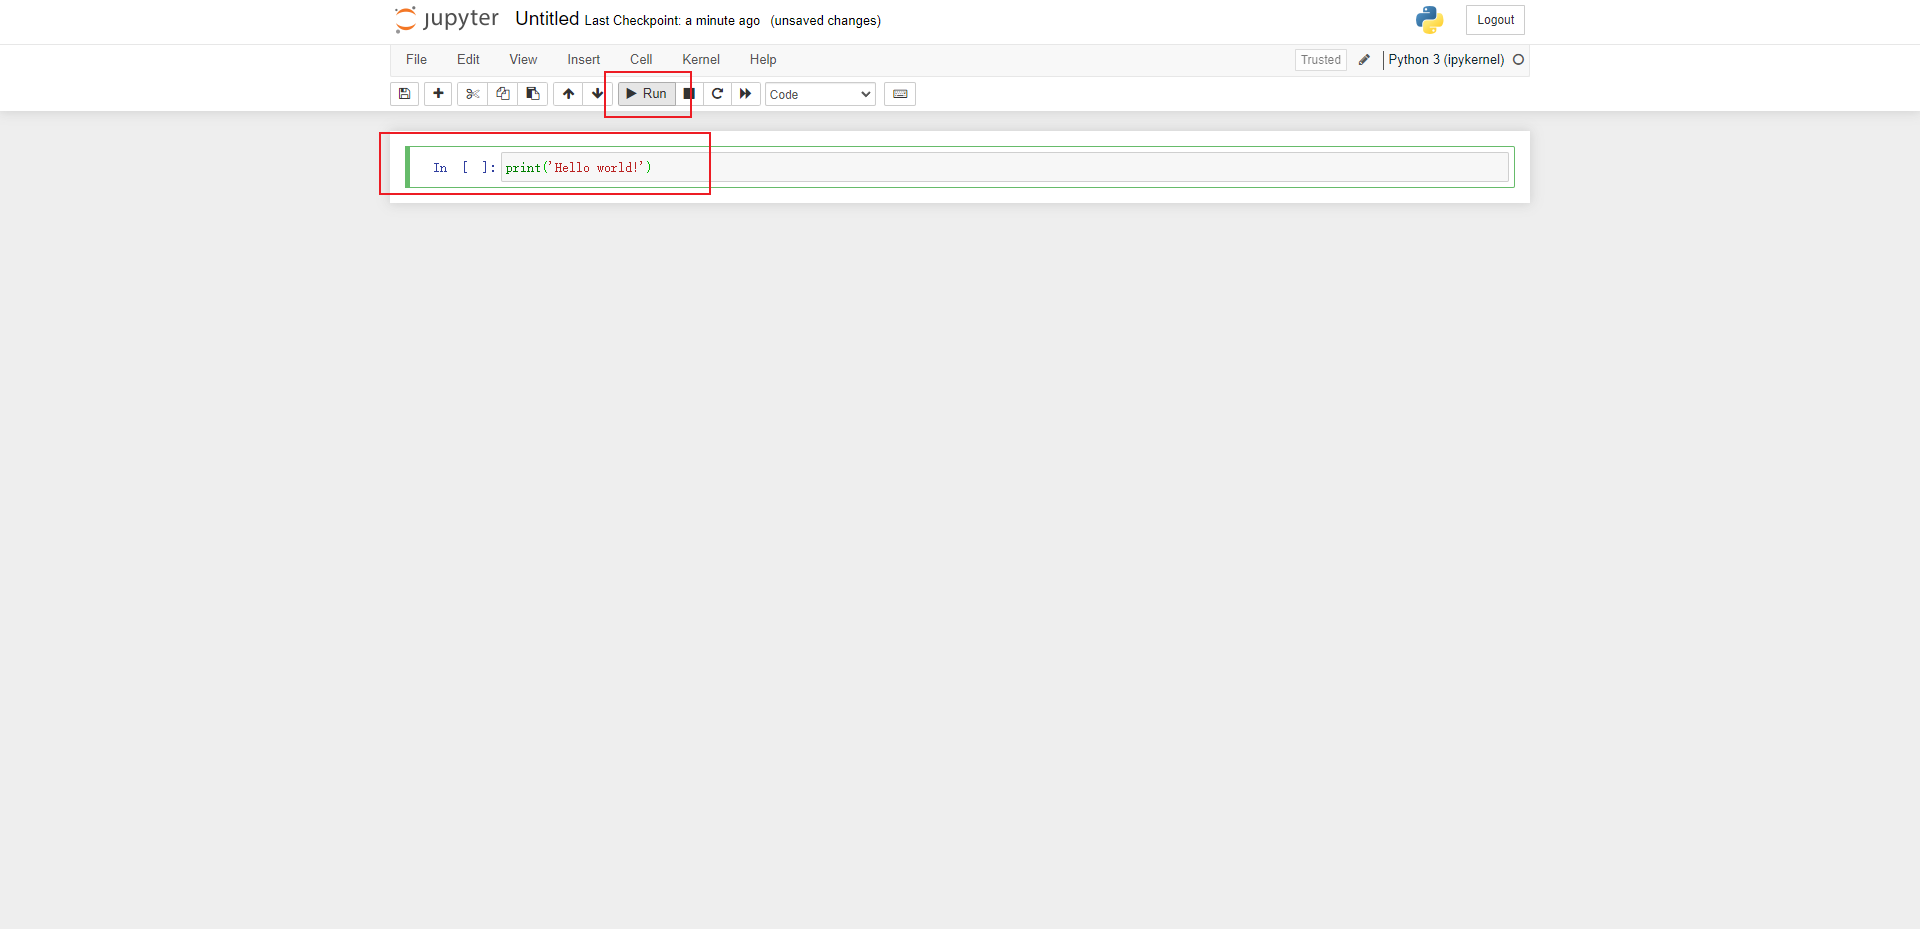 jupyter Untitled Last Checkpoint: a minute ago (unsaved changes) Logout
File Edit View Insert Cell Kernel Help Trusted Python 3 (ipykernel)
Run Code
In [ ]: print('Hello world!')